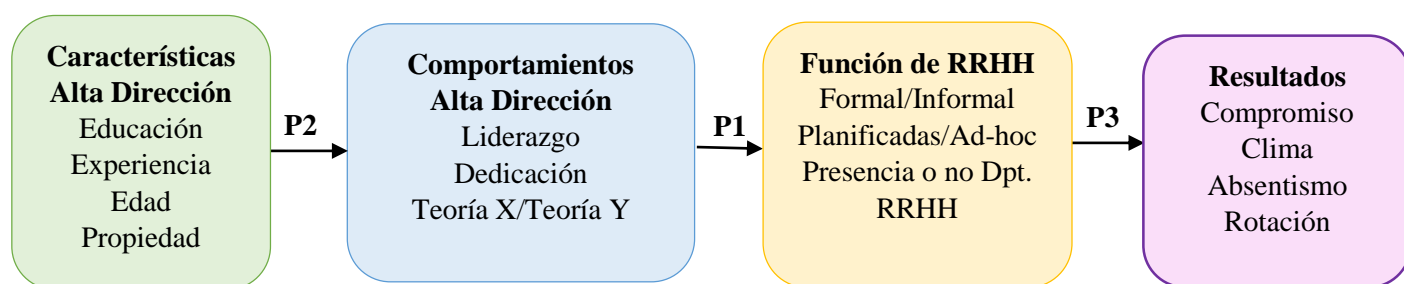 Características
Alta Dirección
Educación
Experiencia
Edad
Propiedad
P2
Comportamientos
Alta Dirección
Liderazgo
Dedicación
Teoría X/Teoría Y
P1
Función de RRHH
Formal/Informal
Planificadas/Ad-hoc
Presencia o no Dpt.
RRHH
P3
Resultados
Compromiso
Clima
Absentismo
Rotación